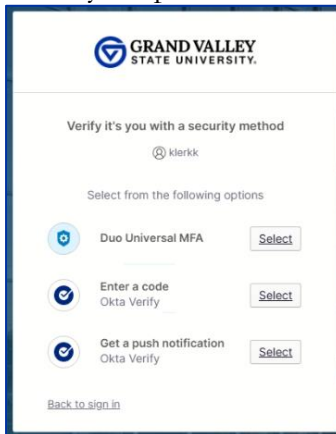 GRAND VALLEY
STATE UNIVERSITY.
Verify it's you with a security method
klerkk
Select from the following options
Duo Universal MFA
Select
Enter a code
Okta Verify
Select
Get a push notification
Okta Verify
Select
Back to sign in